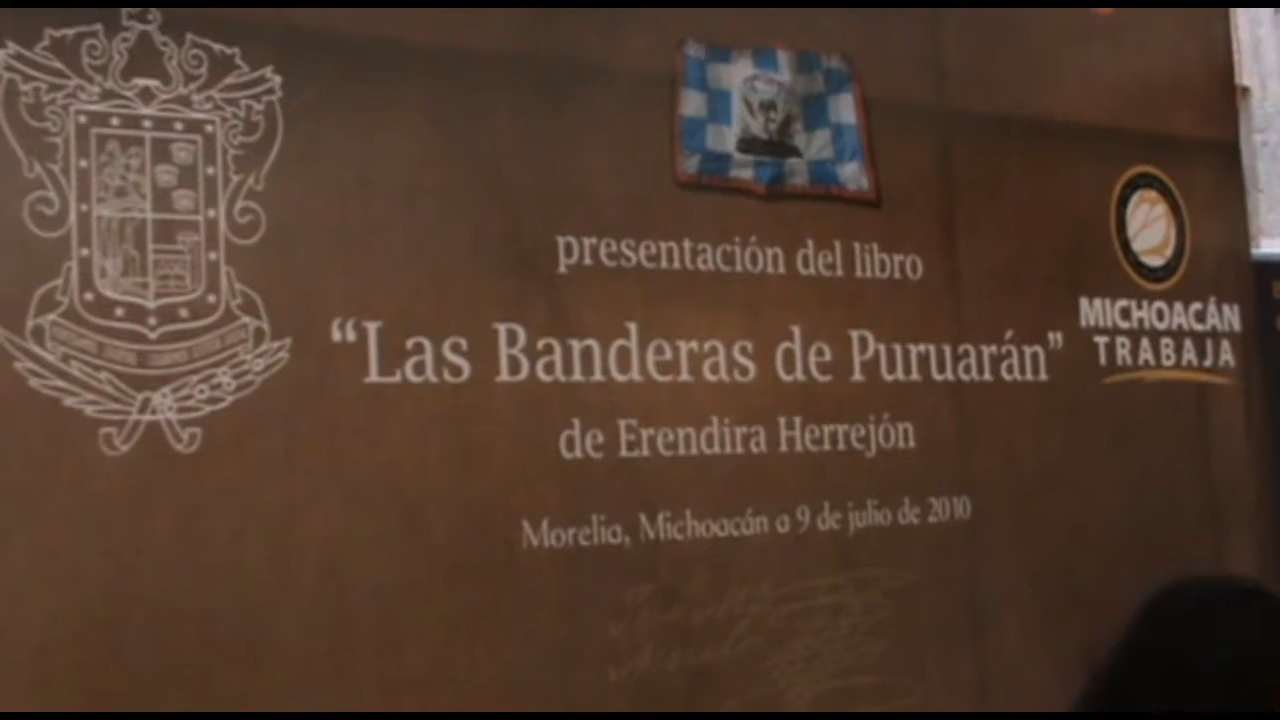 presentación del libro
“Las Banderas de Puruarán”
de Erendira Herrejón
Morelia, Michoacán a 9 de julio de 2010
MICHOACÁN
TRABAJA